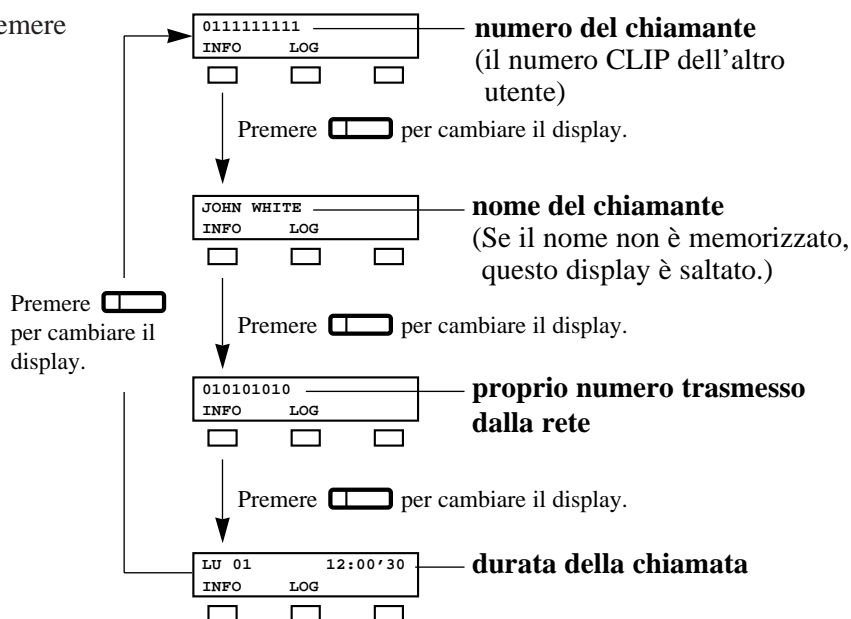 emere
0111111111
INFO LOG
numero del chiamante
(il numero CLIP dell'altro
utente)
Premere per cambiare il display.
JOHN WHITE
INFO LOG
nome del chiamante
(Se il nome non è memorizzato,
questo display è saltato.)
Premere
per cambiare il
display.
Premere per cambiare il display.
010101010
INFO LOG
proprio numero trasmesso
dalla rete
Premere per cambiare il display.
LU 01 12:00'30
INFO LOG
durata della chiamata